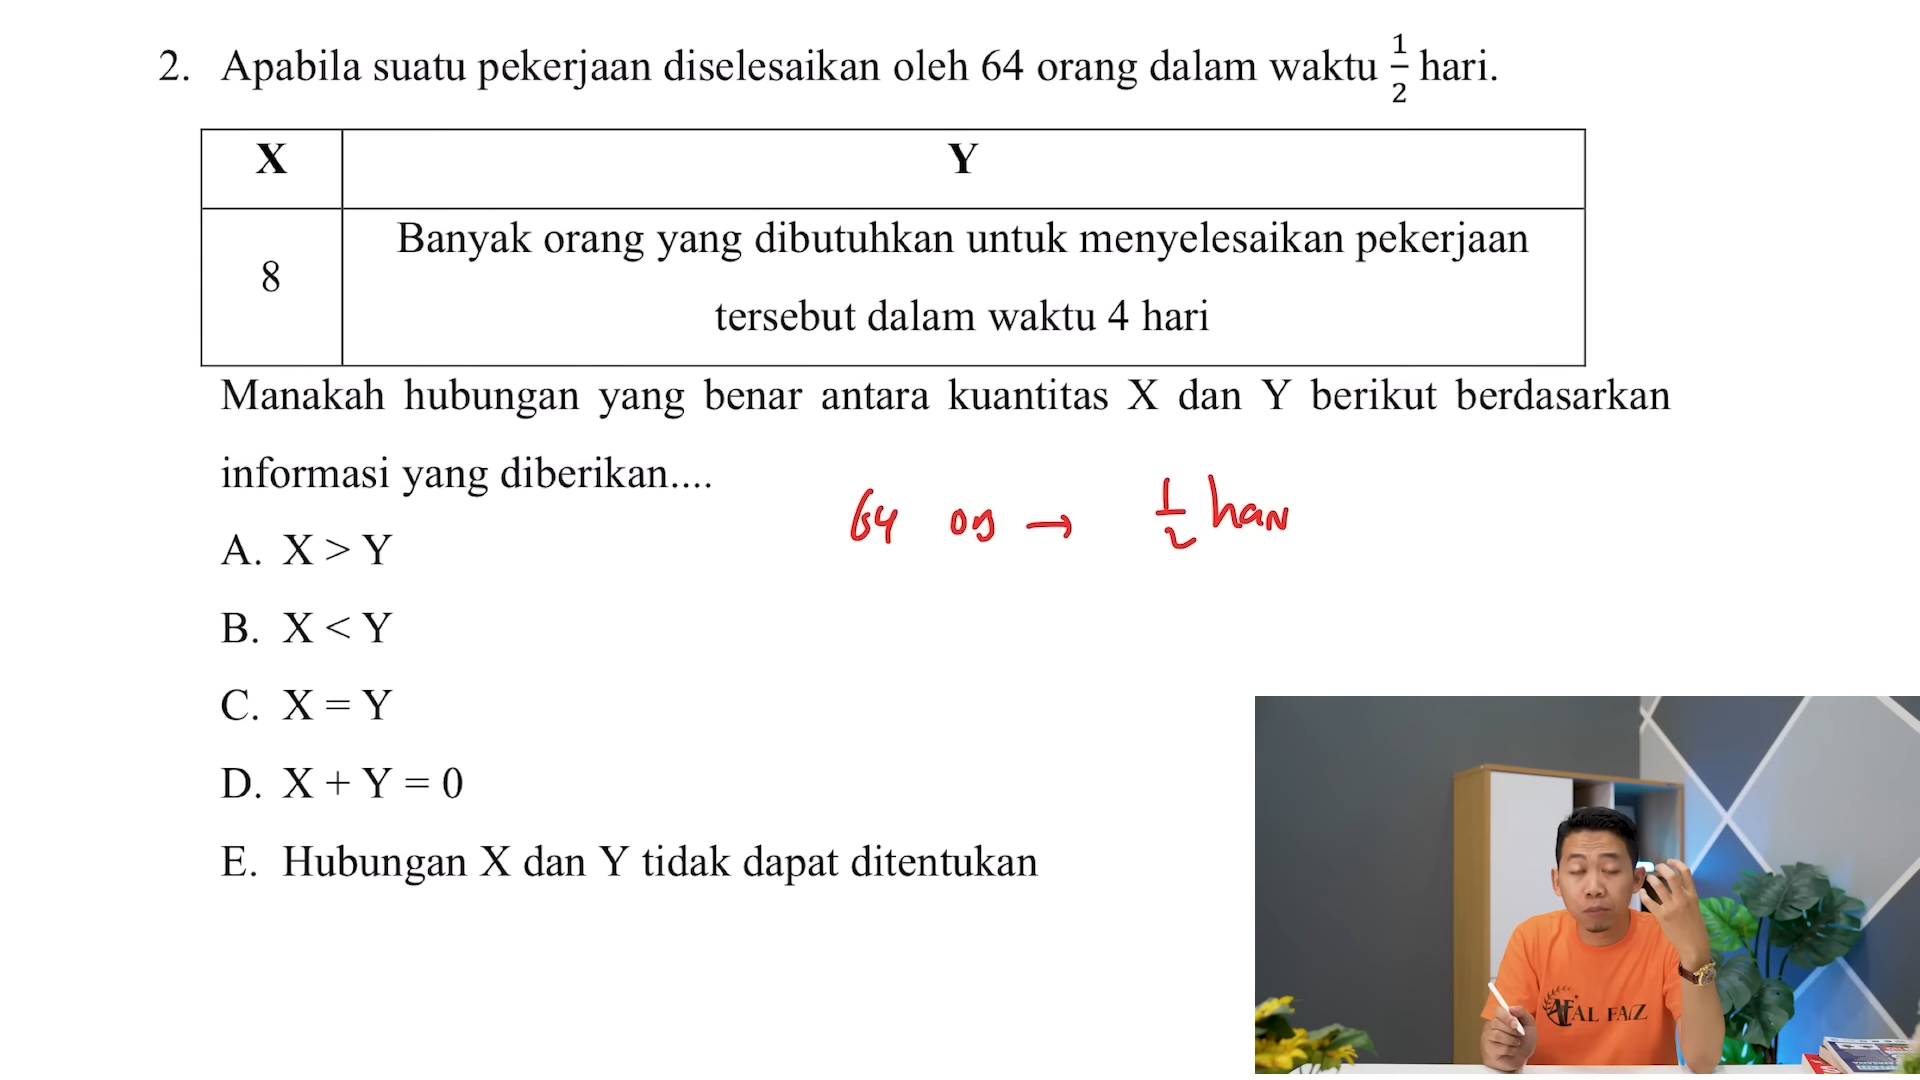 2. Apabila suatu pekerjaan diselesaikan oleh 64 orang dalam waktu 1/2 hari.
X Y
8 Banyak orang yang dibutuhkan untuk menyelesaikan pekerjaan
tersebut dalam waktu 4 hari
Manakah hubungan yang benar antara kuantitas X dan Y berikut berdasarkan
informasi yang diberikan....
64 og → 1/2 hari
A. X > Y
B. X < Y
C. X = Y
D. X + Y = 0
E. Hubungan X dan Y tidak dapat ditentukan
AL FAIZ